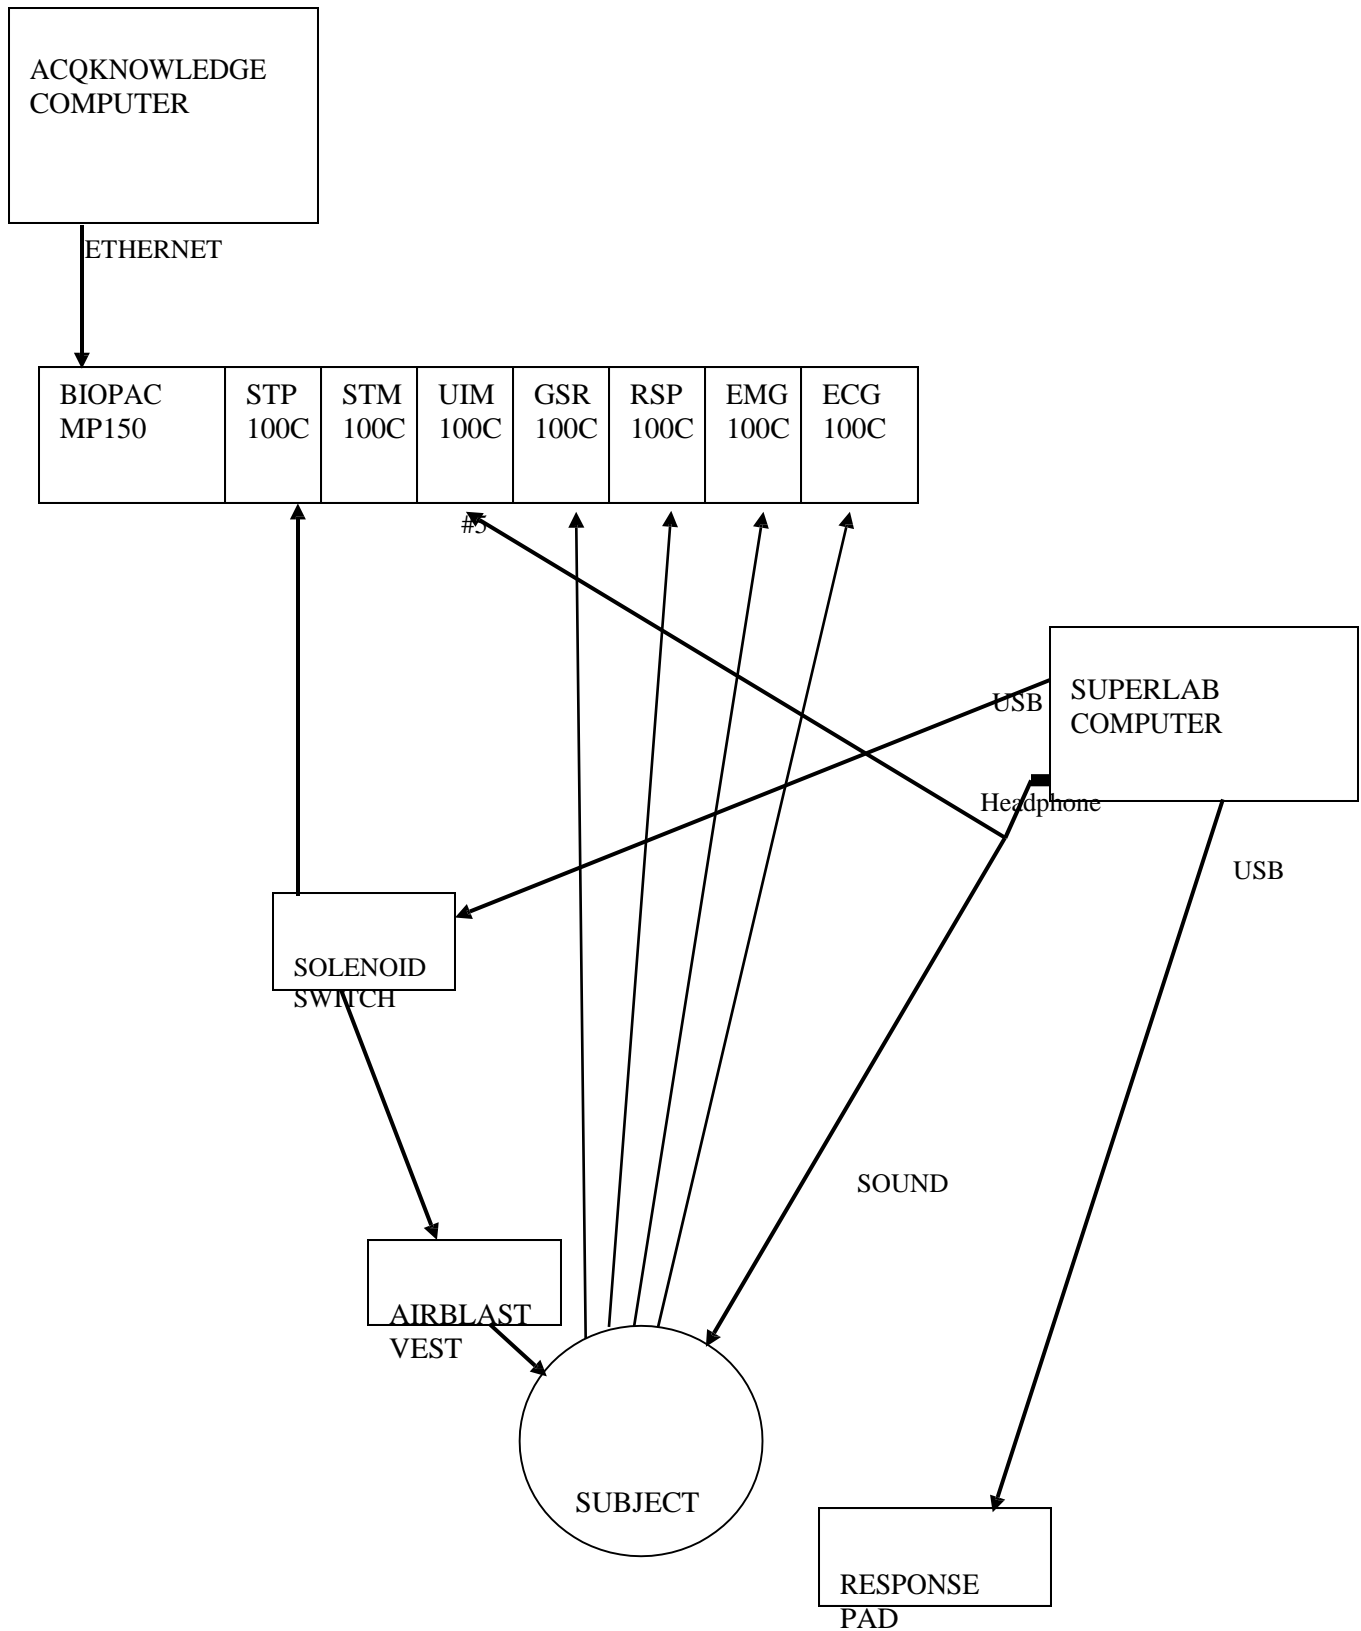 ACQKNOWLEDGE
COMPUTER
ETHERNET
BIOPAC
MP150
STP
100C
STM
100C
UIM
100C
GSR
100C
RSP
100C
EMG
100C
ECG
100C
#5
USB
SUPERLAB
COMPUTER
Headphone
USB
SOLENOID
SWITCH
SOUND
AIRBLAST
VEST
SUBJECT
RESPONSE
PAD